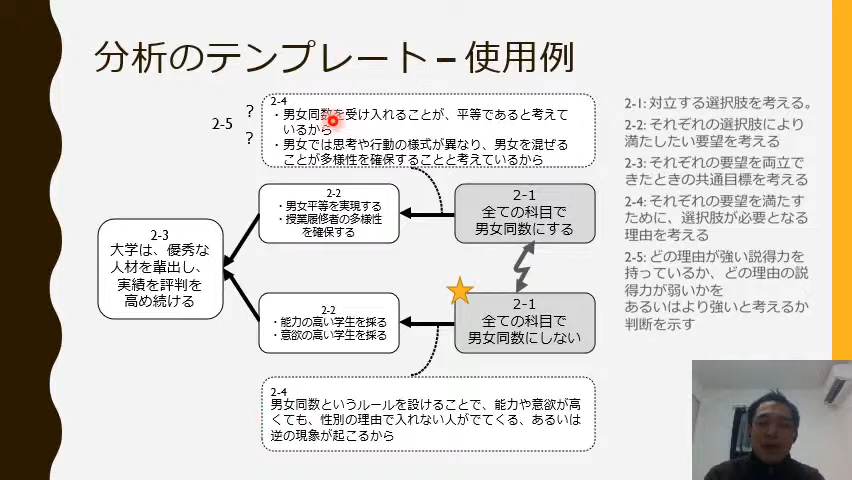 分析のテンプレート – 使用例
2-5
?
?
2-4
・男女同数を受け入れることが、平等であると考えて
いるから
・男女では思考や行動の様式が異なり、男女を混ぜる
ことが多様性を確保することと考えているから
2-2
・男女平等を実現する
・授業履修者の多様性
を確保する
2-1
全ての科目で
男女同数にする
2-3
大学は、優秀な
人材を輩出し、
実績を評判を
高め続ける
2-2
・能力の高い学生を採る
・意欲の高い学生を採る
2-1
全ての科目で
男女同数にしない
2-4
男女同数というルールを設けることで、能力や意欲が高
くても、性別の理由で入れない人がでてくる、あるいは
逆の現象が起こるから
2-1: 対立する選択肢を考える。
2-2: それぞれの選択肢により
満たしたい要望を考える
2-3: それぞれの要望を両立で
きたときの共通目標を考える
2-4: それぞれの要望を満たす
ために、選択肢が必要となる
理由を考える
2-5: どの理由が強い説得力を
持っているか、どの理由の説
得力が弱いかを
あるいはより強いと考えるか
判断を示す